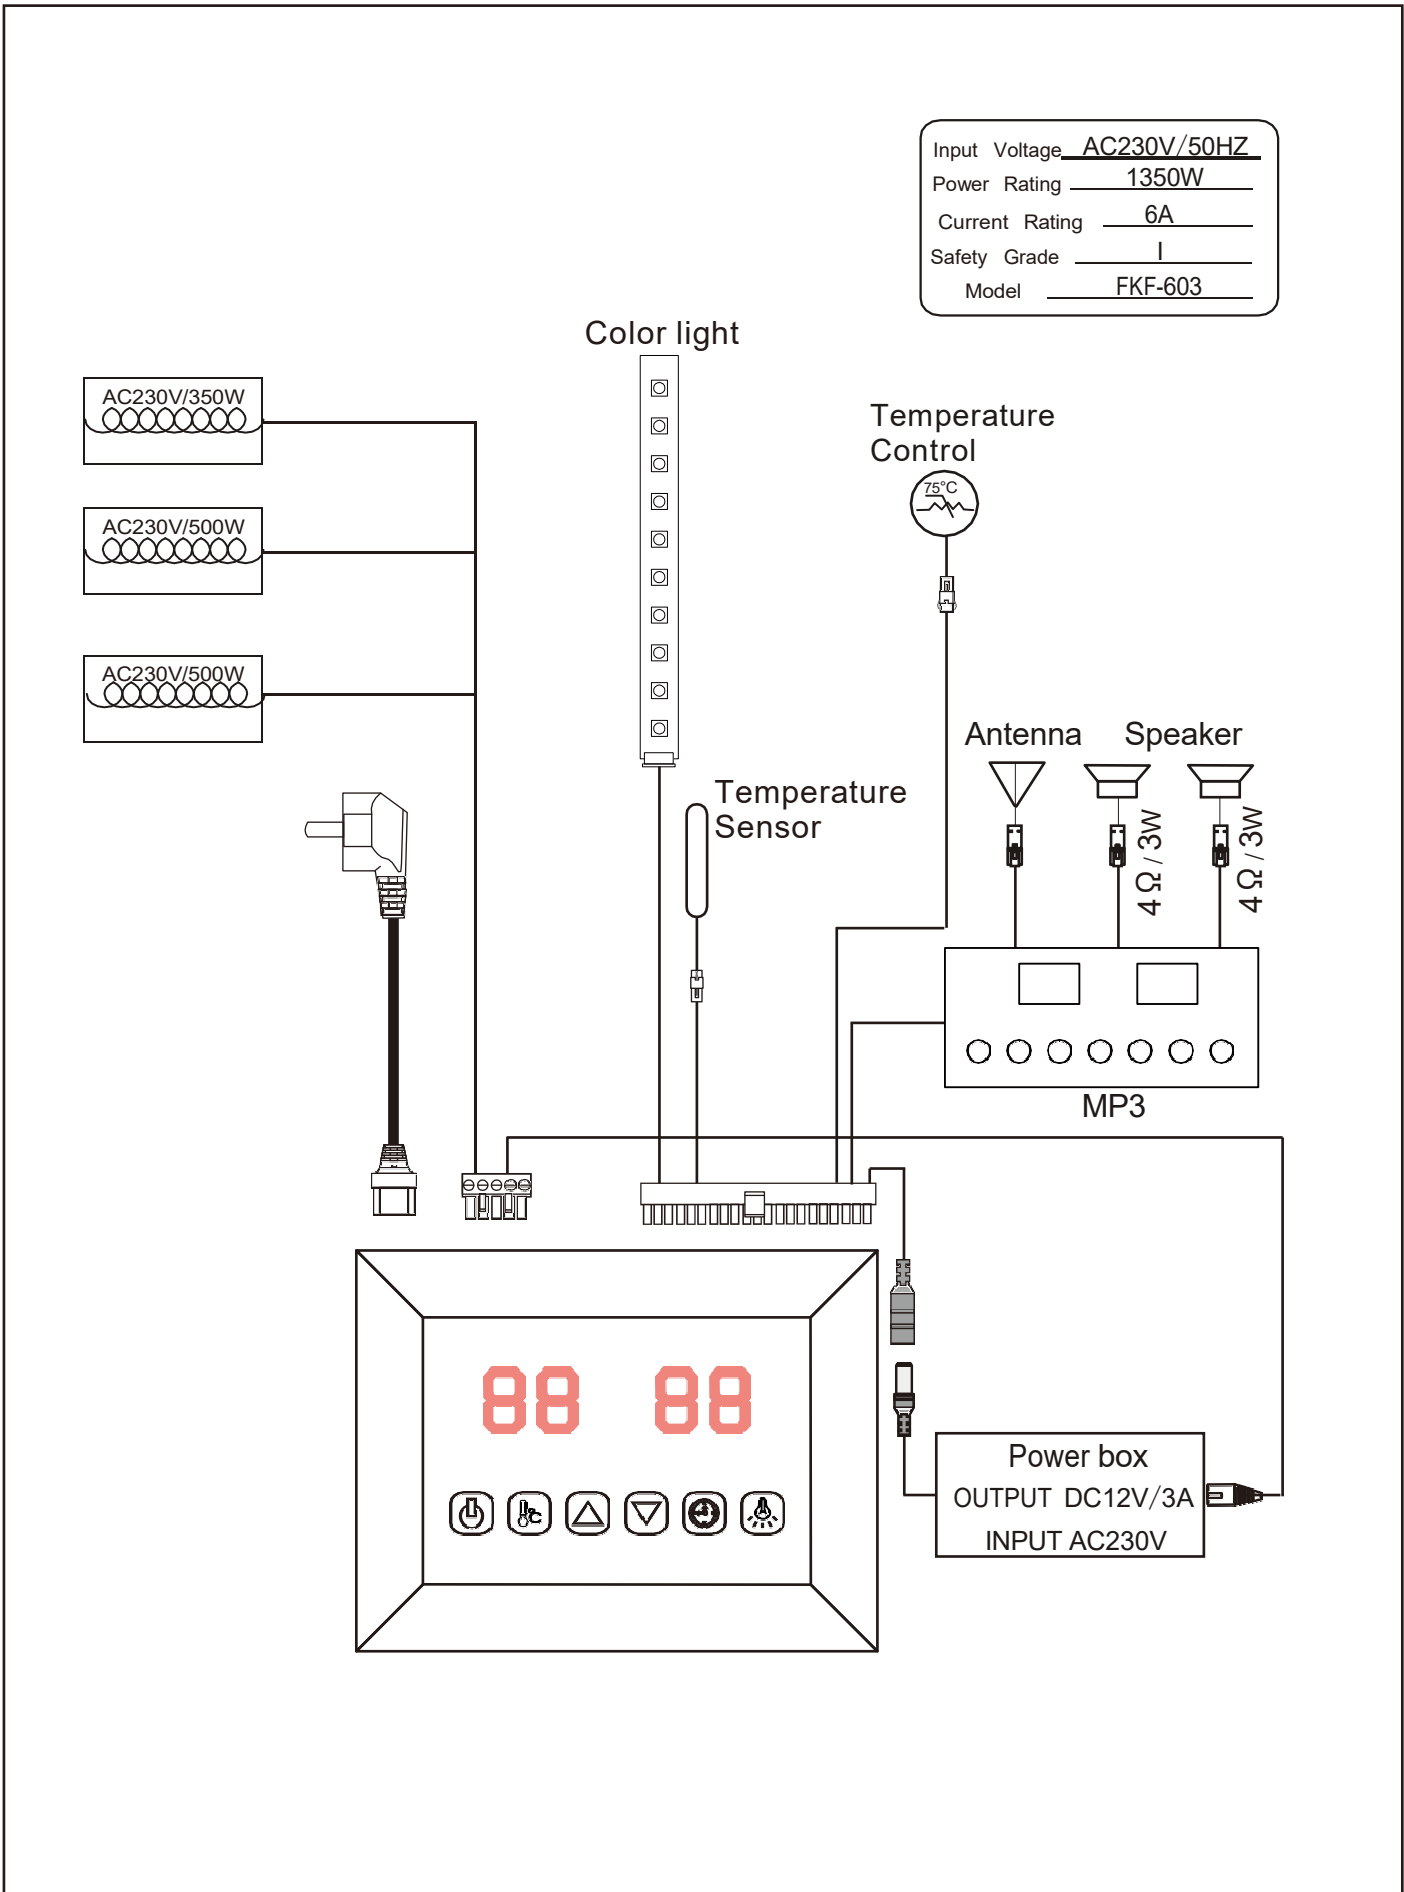 Input Voltage AC230V/50HZ
Power Rating 1350W
Current Rating 6A
Safety Grade I
Model FKF-603
Color light
AC230V/350W
Temperature
Control
75°C
AC230V/500W
AC230V/500W
Antenna Speaker
Temperature
Sensor
4Ω/3W
4Ω/3W
MP3
88 88
°C
Power box
OUTPUT DC12V/3A
INPUT AC230V